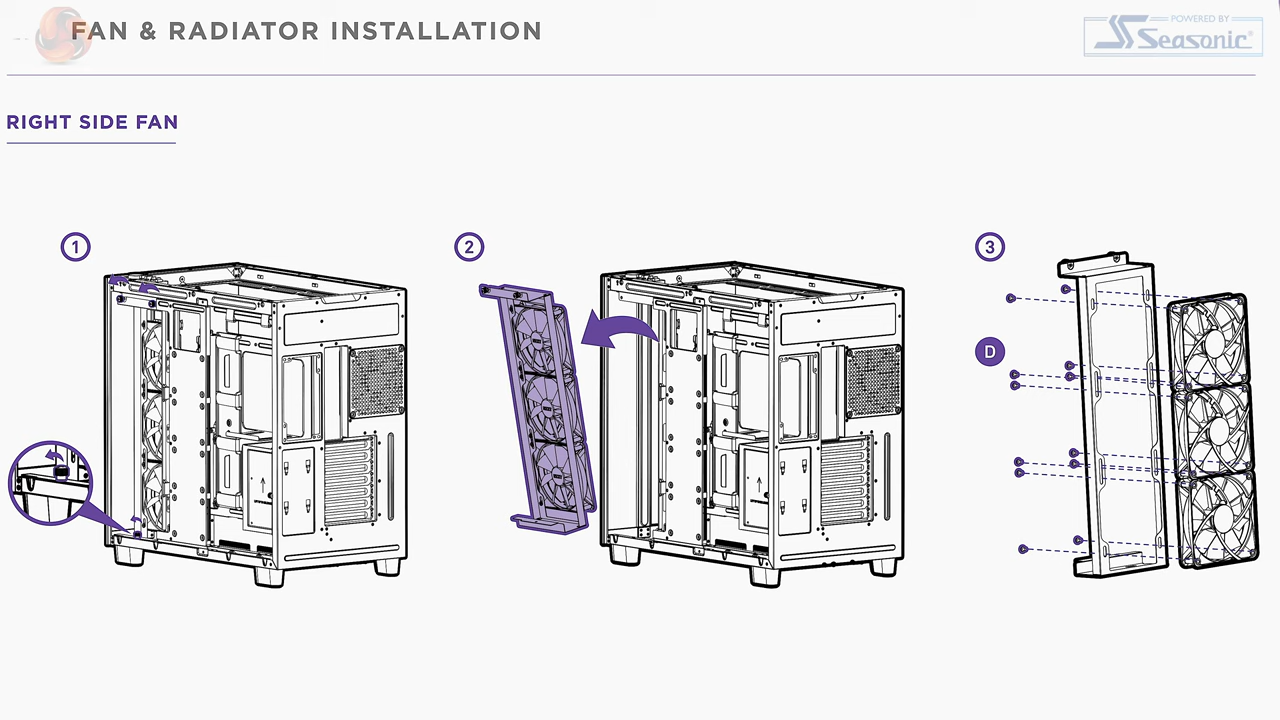 FAN & RADIATOR INSTALLATION
POWERED BY
Seasonic®
RIGHT SIDE FAN
1
2
3
D